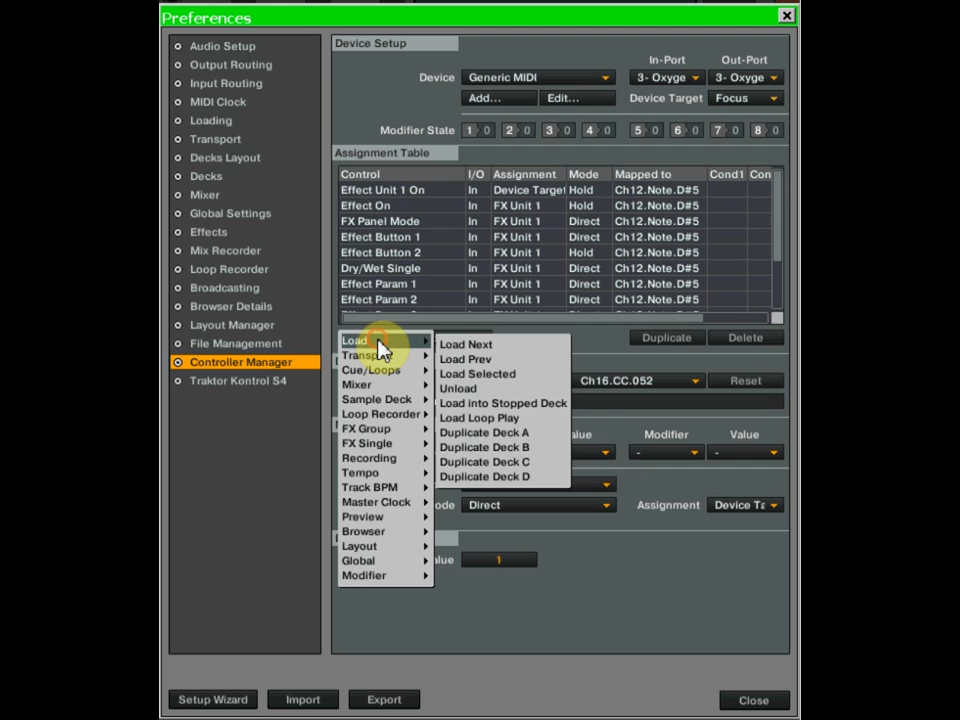 Preferences
Audio Setup
Output Routing
Input Routing
MIDI Clock
Loading
Transport
Decks Layout
Decks
Mixer
Global Settings
Effects
Mix Recorder
Loop Recorder
Broadcasting
Browser Details
Layout Manager
File Management
Controller Manager
Traktor Kontrol S4
Device Setup
In-Port Out-Port
Device Generic MIDI 3- Oxyge 3- Oxyge
Add... Edit... Device Target Focus
Modifier State 1 0 2 0 3 0 4 0 5 0 6 0 7 0 8 0
Assignment Table
Control I/O Assignment Mode Mapped to Cond1 Con
Effect Unit 1 On In Device Target Hold Ch12.Note.D#5
Effect On In FX Unit 1 Hold Ch12.Note.D#5
FX Panel Mode In FX Unit 1 Direct Ch12.Note.D#5
Effect Button 1 In FX Unit 1 Direct Ch12.Note.D#5
Effect Button 2 In FX Unit 1 Hold Ch12.Note.D#5
Dry/Wet Single In FX Unit 1 Direct Ch12.Note.D#5
Effect Param 1 In FX Unit 1 Direct Ch12.Note.D#5
Effect Param 2 In FX Unit 1 Direct Ch12.Note.D#5
Duplicate Delete
Load
Transp
Cue/Loops
Mixer
Sample Deck
Loop Recorder
FX Group
FX Single
Recording
Tempo
Track BPM
Master Clock
Preview
Browser
Layout
Global
Modifier
Load Next
Load Prev
Load Selected
Unload
Load into Stopped Deck
Load Loop Play
Duplicate Deck A
Duplicate Deck B
Duplicate Deck C
Duplicate Deck D
Ch16.CC.052 Reset
alue Modifier Value
- -
ode Direct Assignment Device Ta
alue 1
Setup Wizard Import Export Close